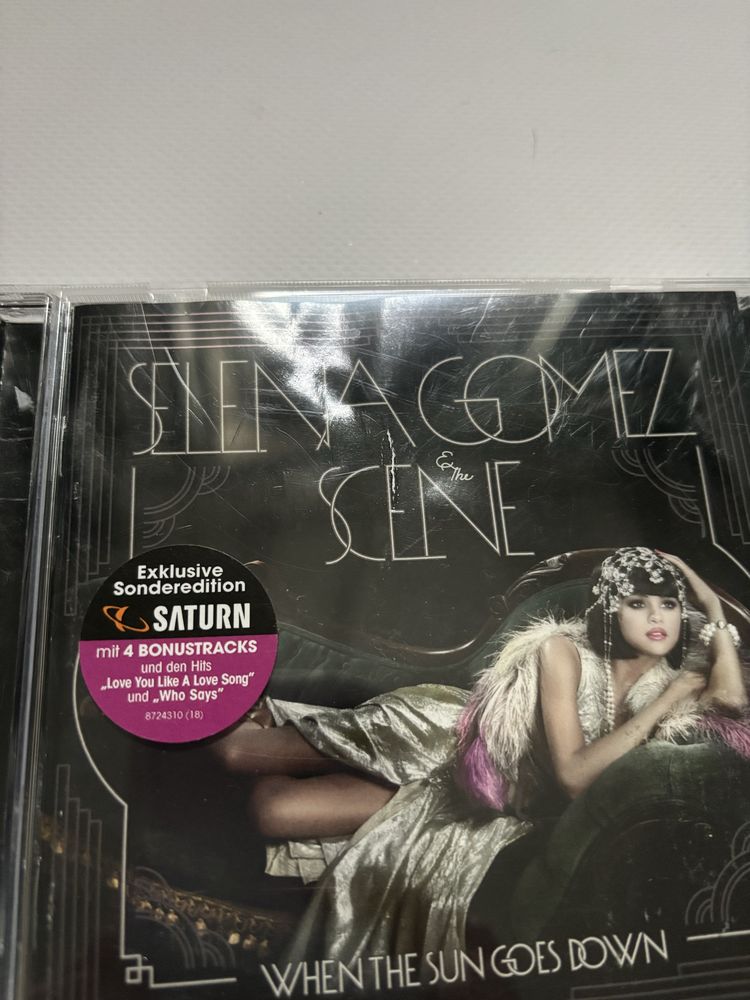 SELENA GOMEZ
& The
SCENE
Exklusive
Sonderedition
SATURN
mit 4 BONUSTRACKS
und den Hits
„Love You Like A Love Song"
und „Who Says"
8724310 (18)
WHEN THE SUN GOES DOWN